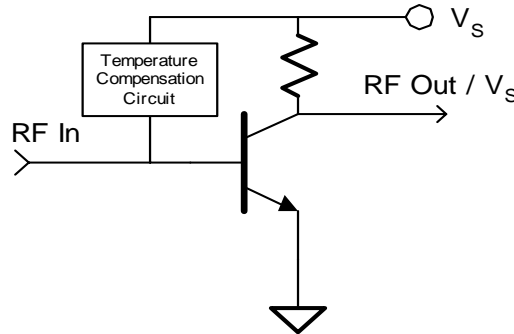 V_S
Temperature
Compensation
Circuit
RF Out / V_S
RF In